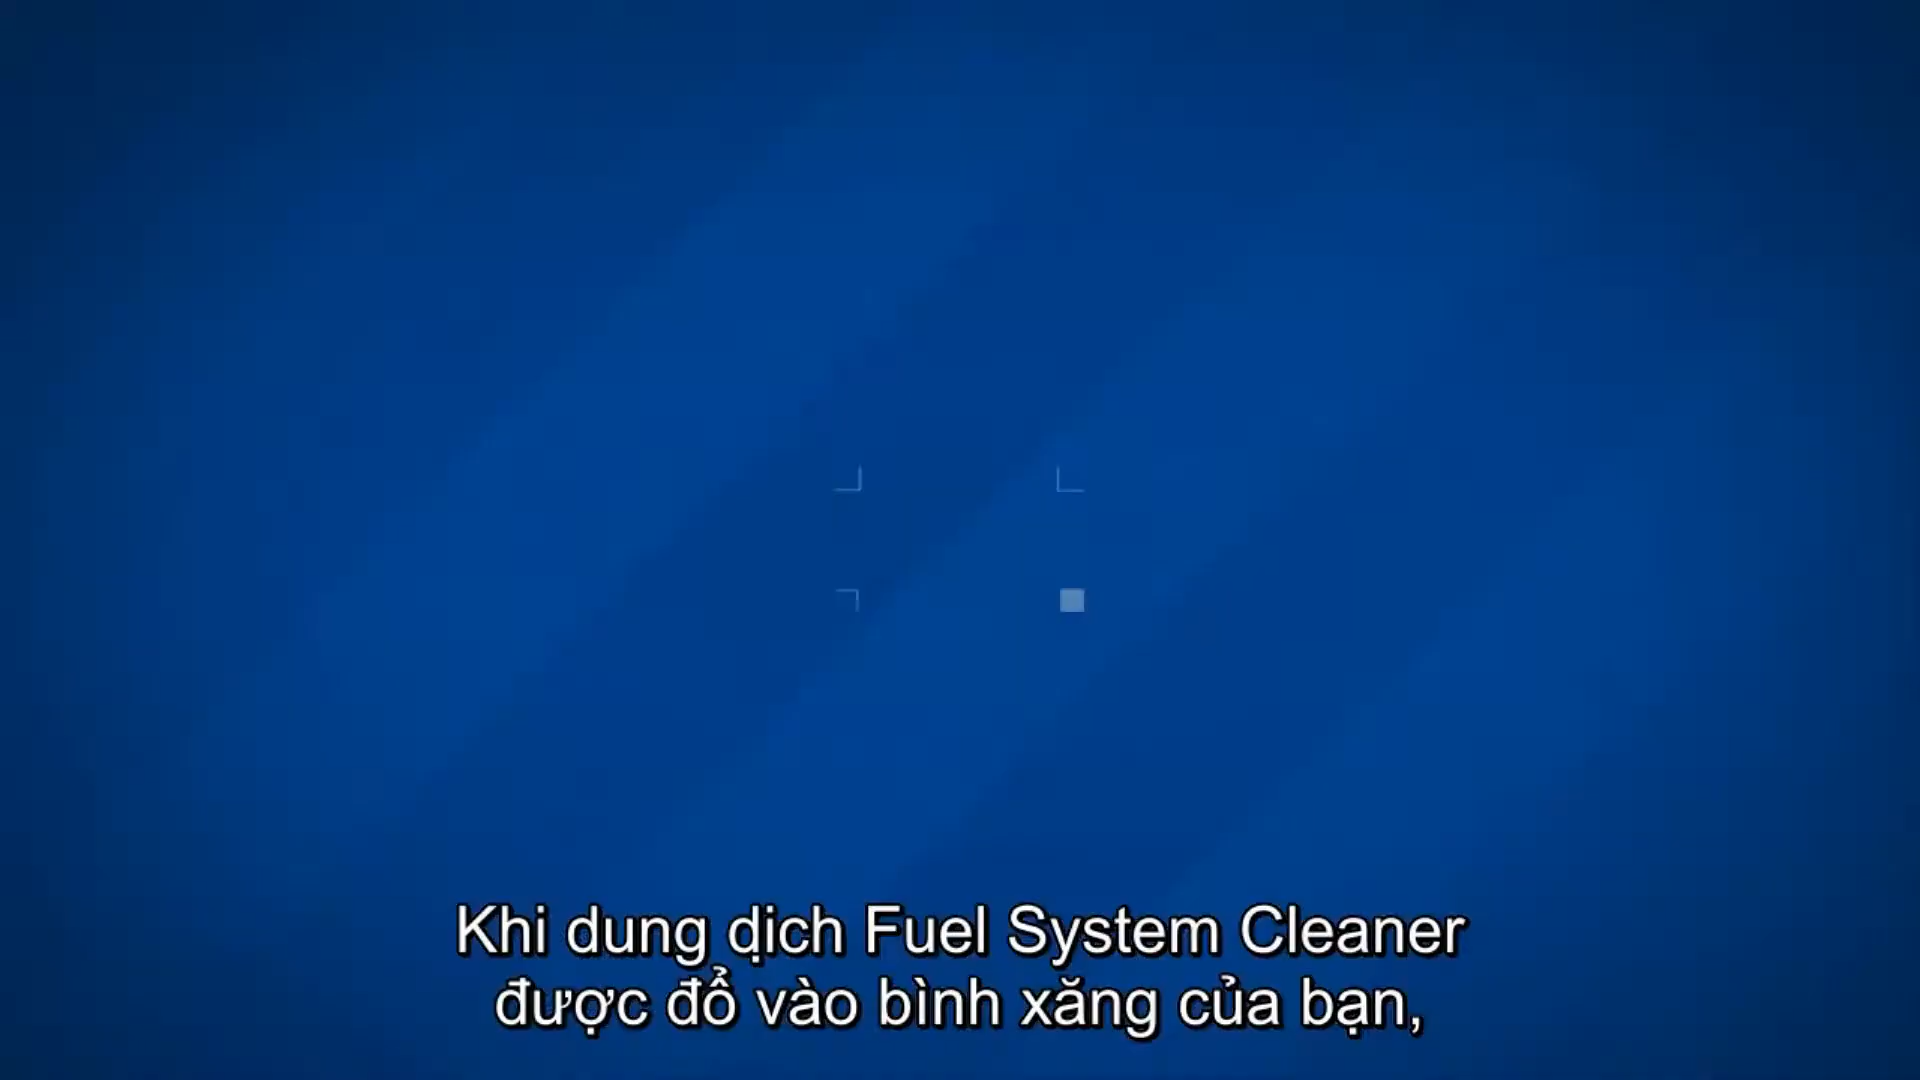 Khi dung dịch Fuel System Cleaner
được đổ vào bình xăng của bạn,